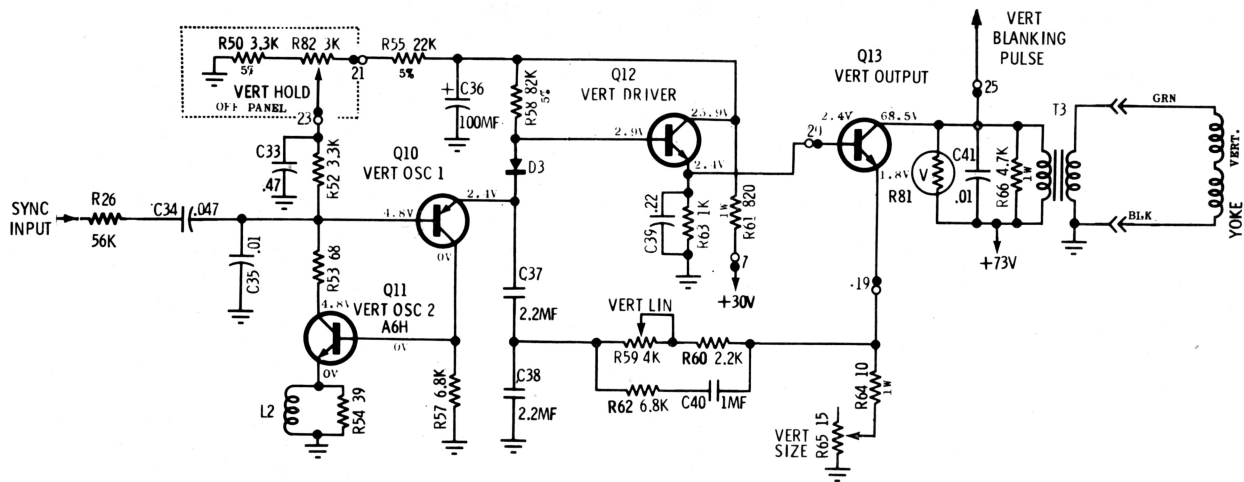 R50 3.3K
5%
R82 3K
21
R55 22K
5%
VERT HOLD
OFF PANEL
23
C33
.47
R52 3.3K
+
C36
100MF
R58 82K
5%
Q12
VERT DRIVER
2.9V
25.9V
2.4V
Q13
VERT OUTPUT
2.4V
68.5V
1.8V
VERT
BLANKING
PULSE
25
T3
GRN
BLK
VERT.
YOKE
Q10
VERT OSC 1
2.4V
4.8V
0V
D3
SYNC
INPUT
R26
56K
C34
.047
C35
.01
R53 68
Q11
VERT OSC 2
A6H
4.8V
0V
0V
L2
R54 39
R57 6.8K
C37
2.2MF
C38
2.2MF
C39
.22
R63 1K
R61 820
1W
7
+30V
V
R81
C41
.01
R66 4.7K
1W
+73V
.19
VERT LIN
R59 4K
R60 2.2K
R62 6.8K
C40
1MF
R64 10
1W
VERT
SIZE
R65 15